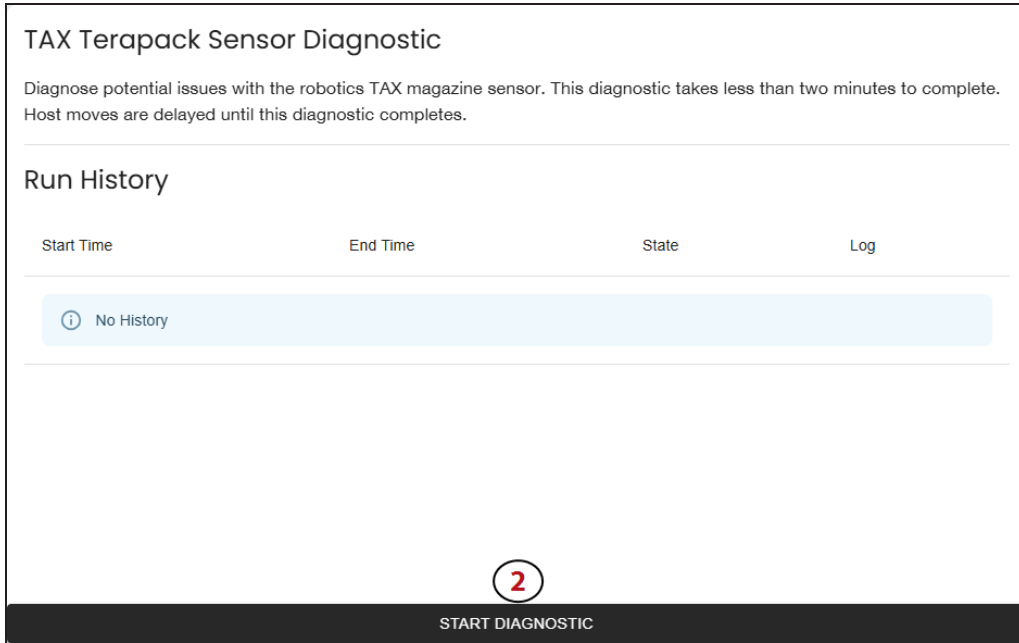 TAX Terapack Sensor Diagnostic
Diagnose potential issues with the robotics TAX magazine sensor. This diagnostic takes less than two minutes to complete.
Host moves are delayed until this diagnostic completes.
Run History
Start Time End Time State Log
No History
2
START DIAGNOSTIC